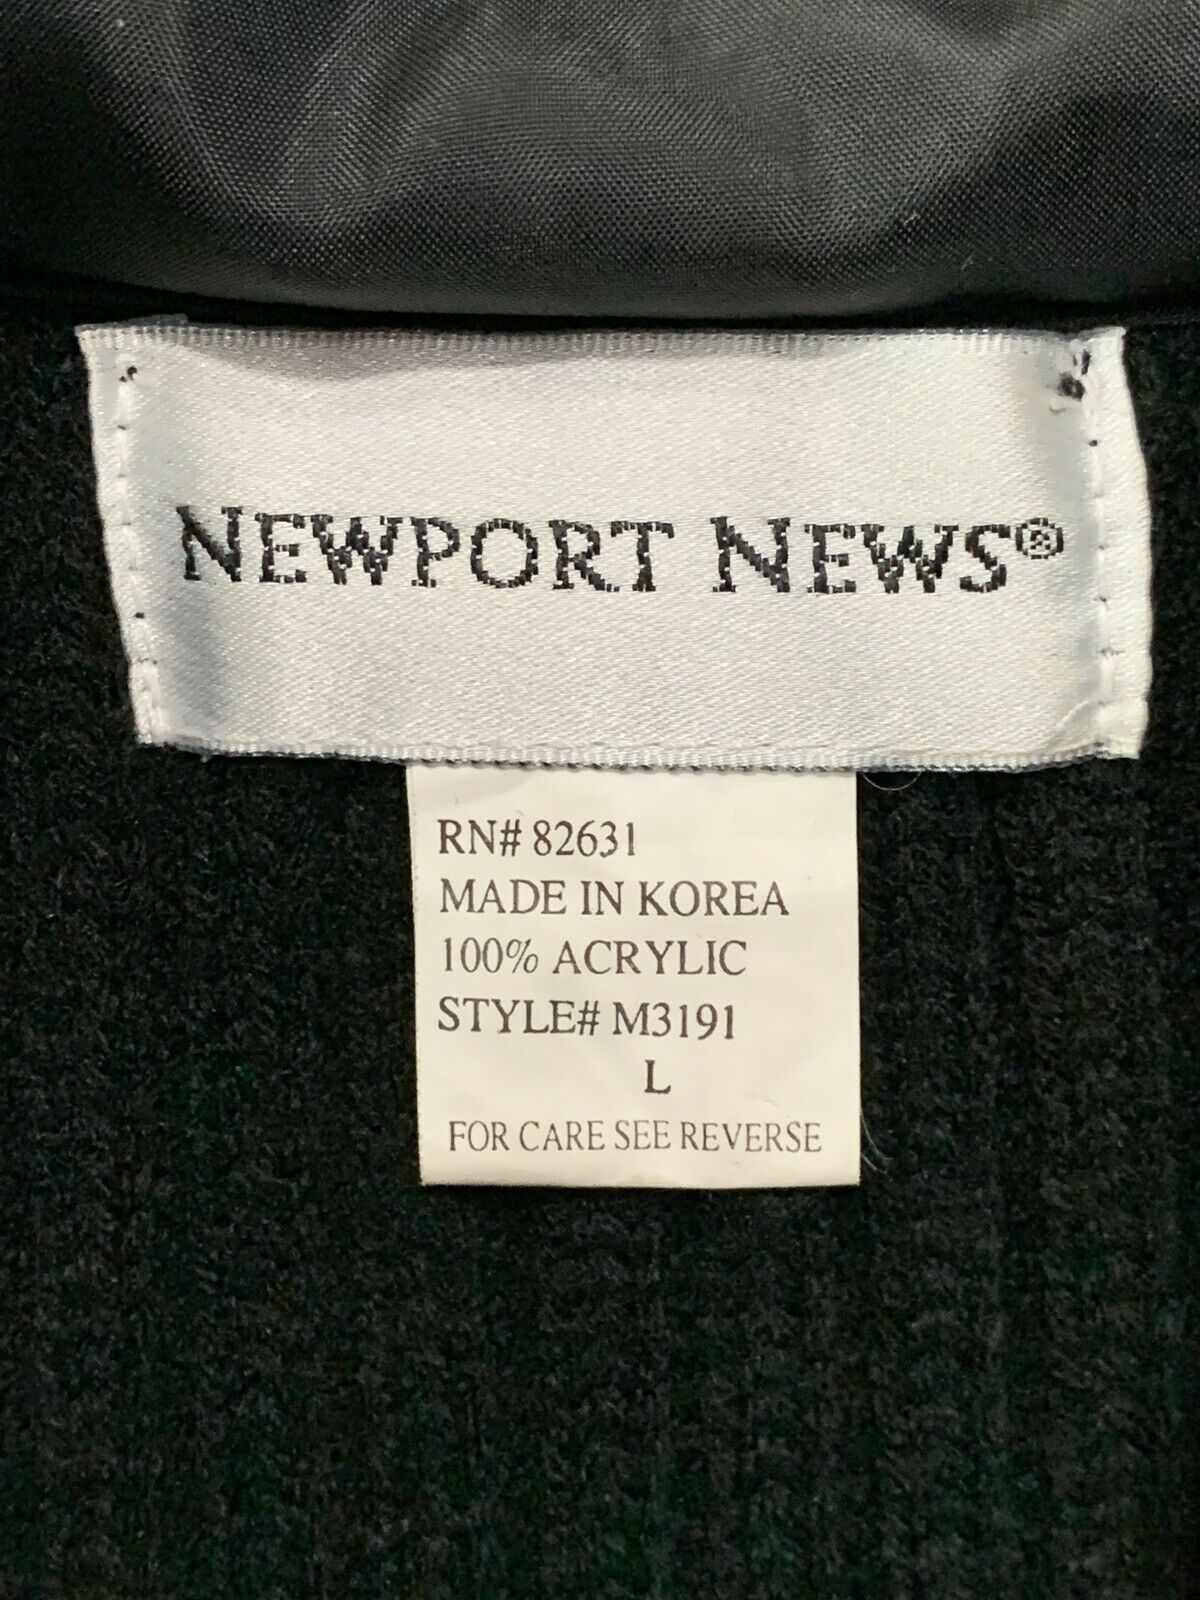 NEWPORT NEWS®
RN# 82631
MADE IN KOREA
100% ACRYLIC
STYLE# M3191
L
FOR CARE SEE REVERSE